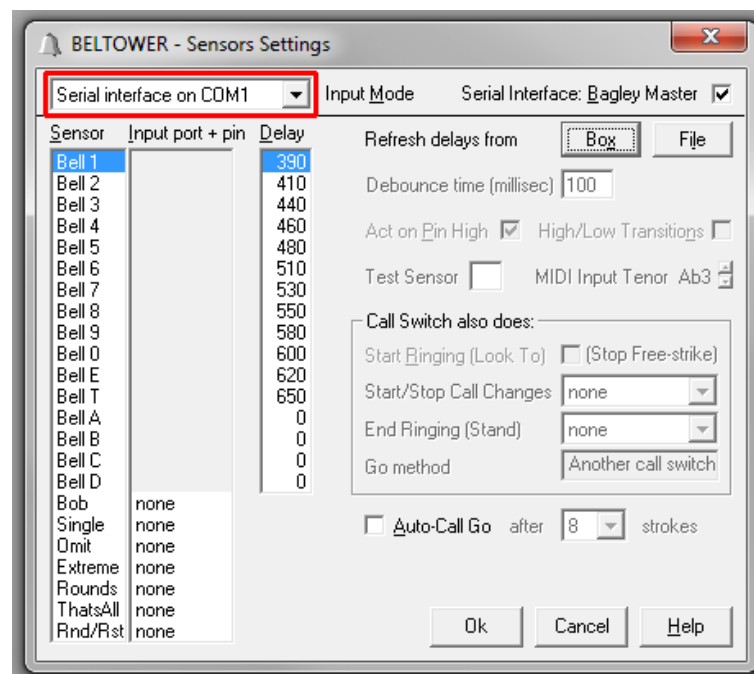 BELTOWER - Sensors Settings
Serial interface on COM1 Input Mode Serial Interface: Bagley Master
Sensor Input port + pin Delay
Bell 1 390
Bell 2 410
Bell 3 440
Bell 4 460
Bell 5 480
Bell 6 510
Bell 7 530
Bell 8 550
Bell 9 580
Bell 0 600
Bell E 620
Bell T 650
Bell A 0
Bell B 0
Bell C 0
Bell D 0
Bob none
Single none
Omit none
Extreme none
Rounds none
ThatsAll none
Rnd/Rst none
Refresh delays from Box File
Debounce time (millisec) 100
Act on Pin High High/Low Transitions
Test Sensor MIDI Input Tenor Ab3
Call Switch also does:
Start Ringing (Look To) (Stop Free-strike)
Start/Stop Call Changes none
End Ringing (Stand) none
Go method Another call switch
Auto-Call Go after 8 strokes
Ok Cancel Help